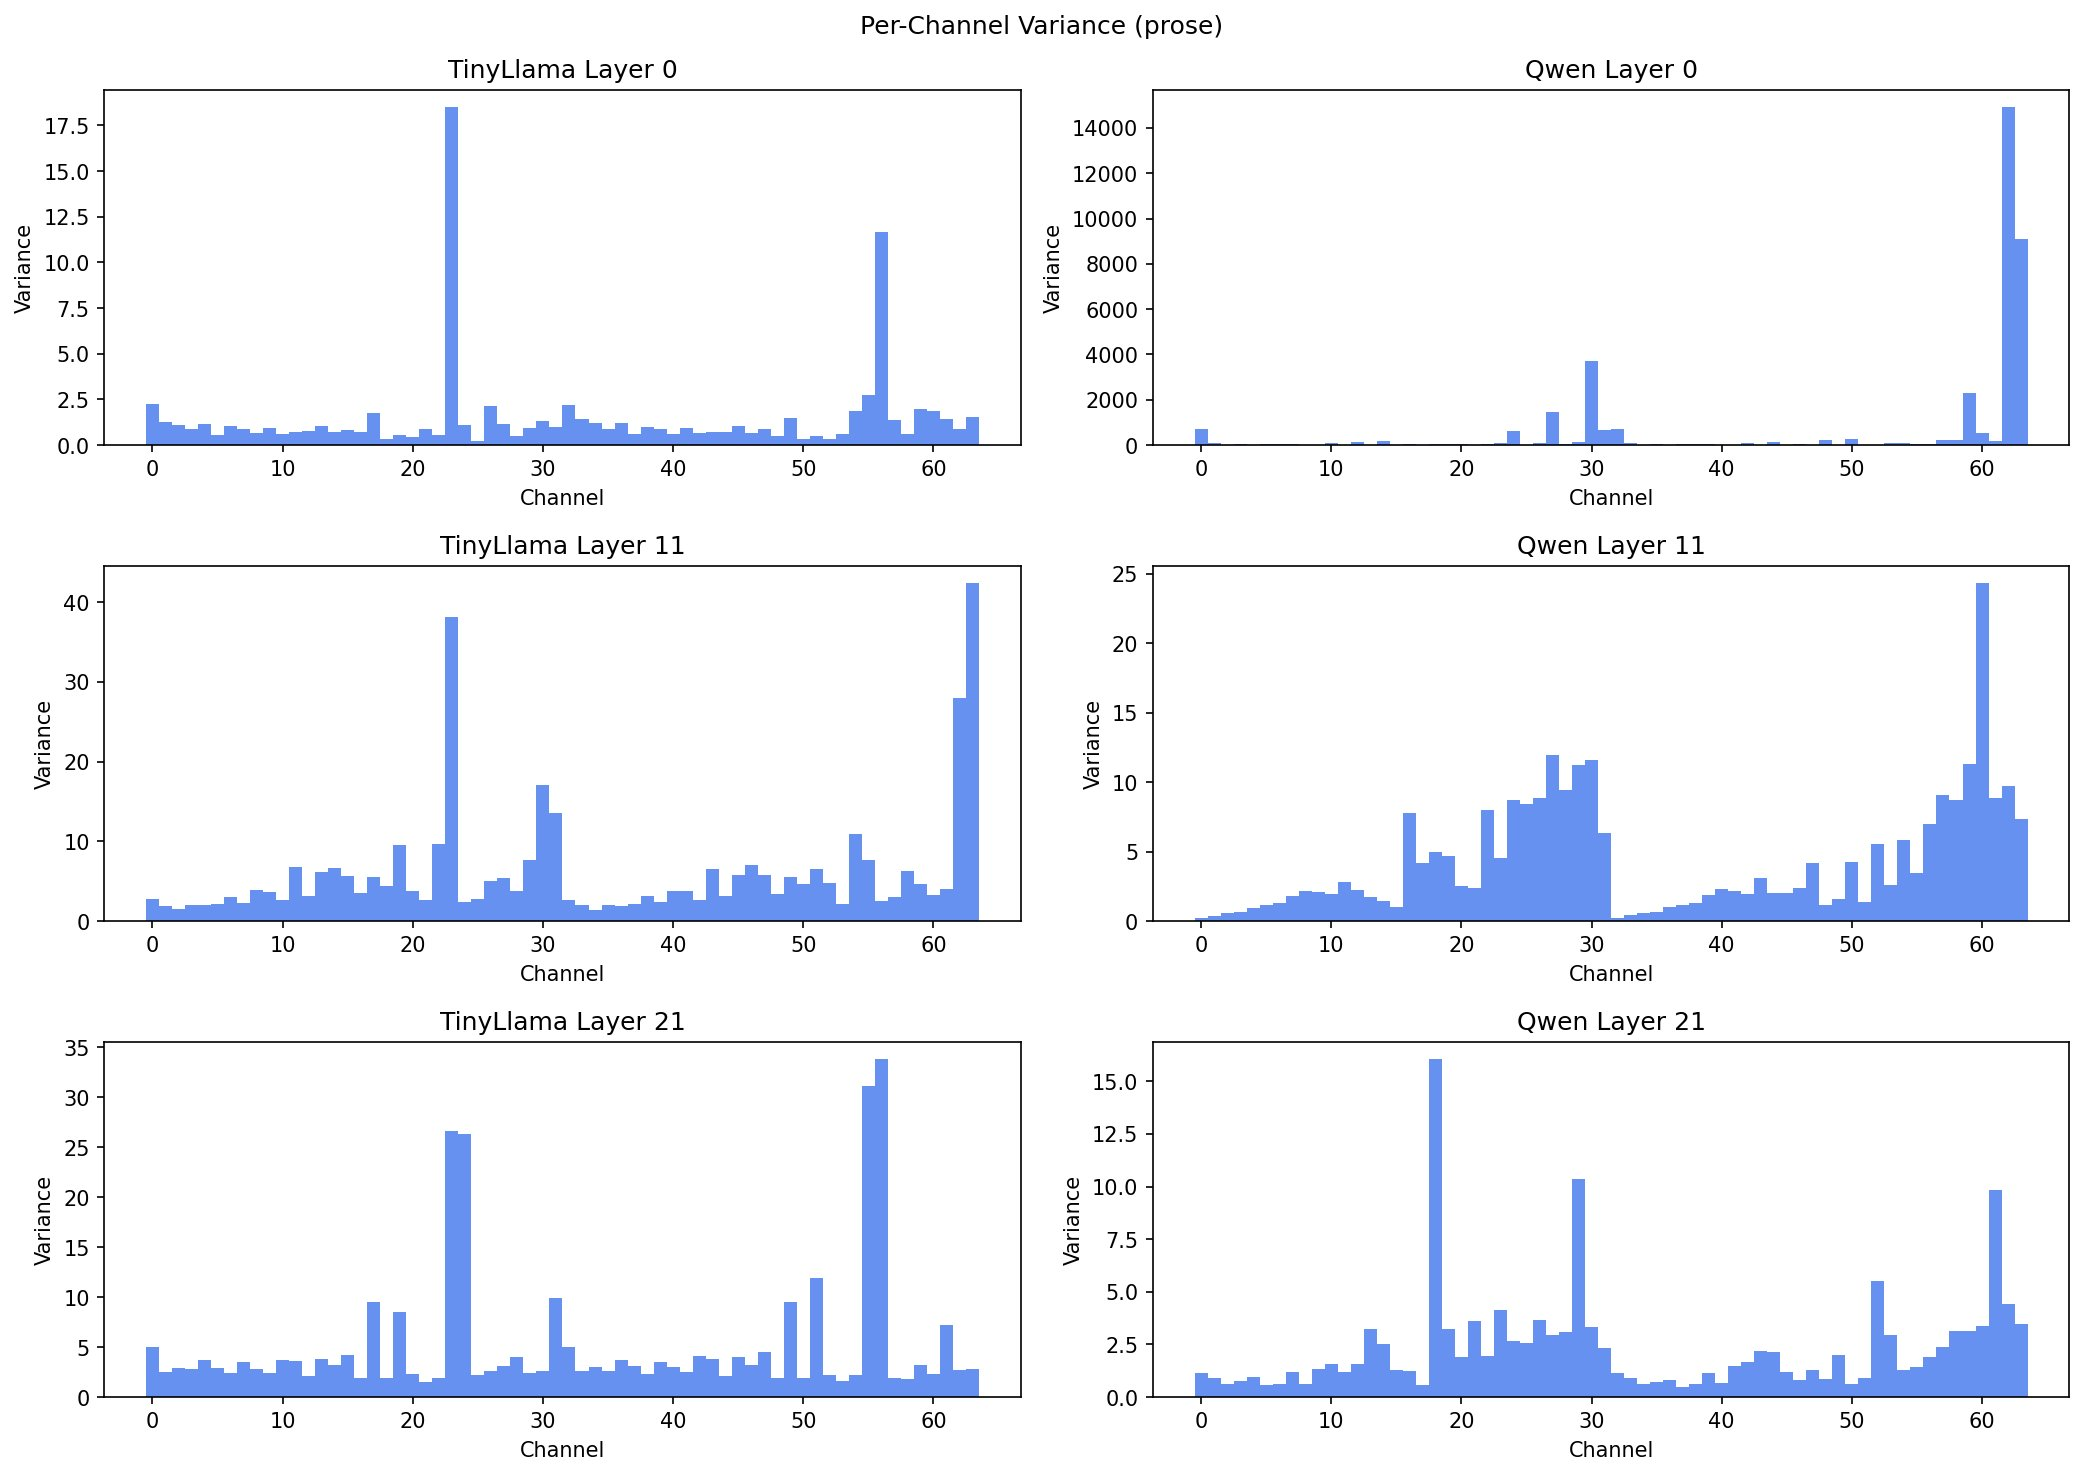 Per-Channel Variance (prose)
TinyLlama Layer 0
Variance
17.5
15.0
12.5
10.0
7.5
5.0
2.5
0.0
0 10 20 30 40 50 60
Channel
Qwen Layer 0
Variance
14000
12000
10000
8000
6000
4000
2000
0
0 10 20 30 40 50 60
Channel
TinyLlama Layer 11
Variance
40
30
20
10
0
0 10 20 30 40 50 60
Channel
Qwen Layer 11
Variance
25
20
15
10
5
0
0 10 20 30 40 50 60
Channel
TinyLlama Layer 21
Variance
35
30
25
20
15
10
5
0
0 10 20 30 40 50 60
Channel
Qwen Layer 21
Variance
15.0
12.5
10.0
7.5
5.0
2.5
0.0
0 10 20 30 40 50 60
Channel